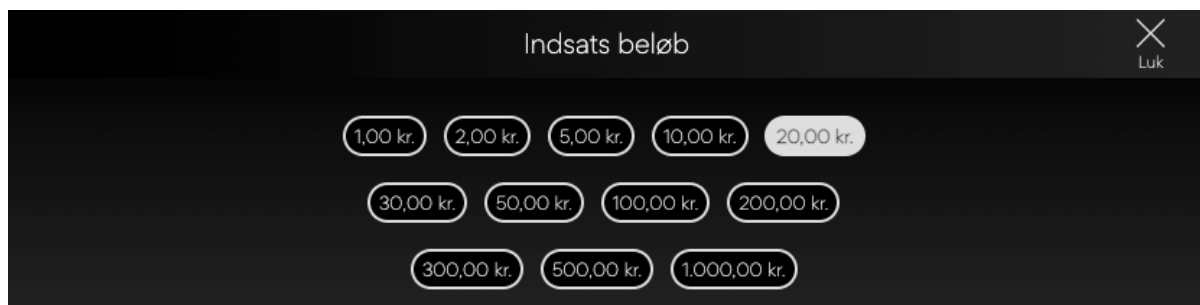 Indsats beløb
Luk
1,00 kr. 2,00 kr. 5,00 kr. 10,00 kr. 20,00 kr.
30,00 kr. 50,00 kr. 100,00 kr. 200,00 kr.
300,00 kr. 500,00 kr. 1.000,00 kr.